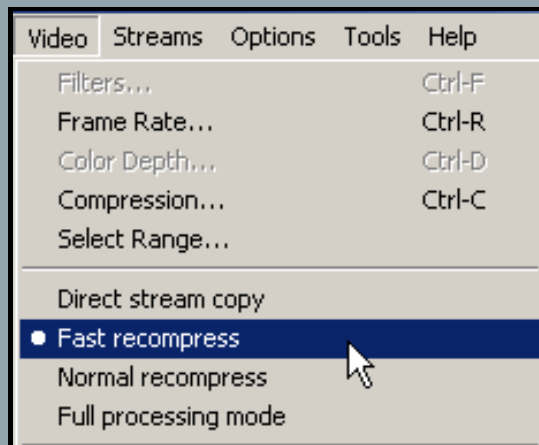 Video Streams Options Tools Help
Filters... Ctrl-F
Frame Rate... Ctrl-R
Color Depth... Ctrl-D
Compression... Ctrl-C
Select Range...
Direct stream copy
Fast recompress
Normal recompress
Full processing mode